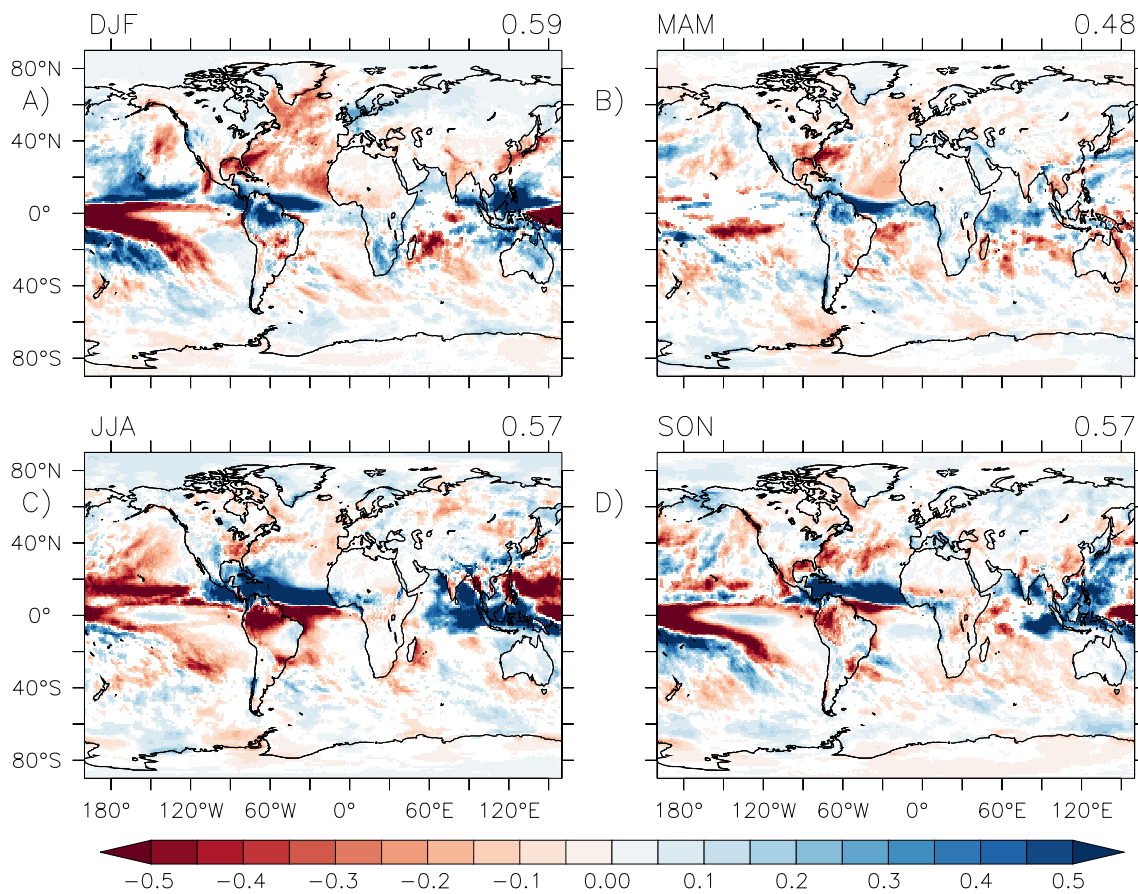 DJF 0.59 MAM 0.48
80°N
A) B)
40°N
0°
40°S
80°S
JJA 0.57 SON 0.57
80°N
C) D)
40°N
0°
40°S
80°S
180° 120°W 60°W 0° 60°E 120°E 180° 120°W 60°W 0° 60°E 120°E
−0.5 −0.4 −0.3 −0.2 −0.1 0.00 0.1 0.2 0.3 0.4 0.5